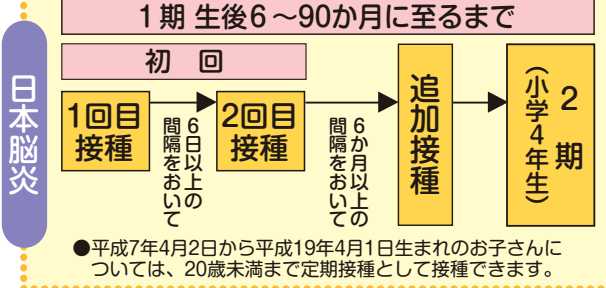 1期 生後6～90か月に至るまで
初 回
日本脳炎
1回目
接種
6日以上の
間隔をおいて
2回目
接種
6か月以上の
間隔をおいて
追加接種
2期
（小学4年生）
●平成7年4月2日から平成19年4月1日生まれのお子さんに
ついては、20歳未満まで定期接種として接種できます。